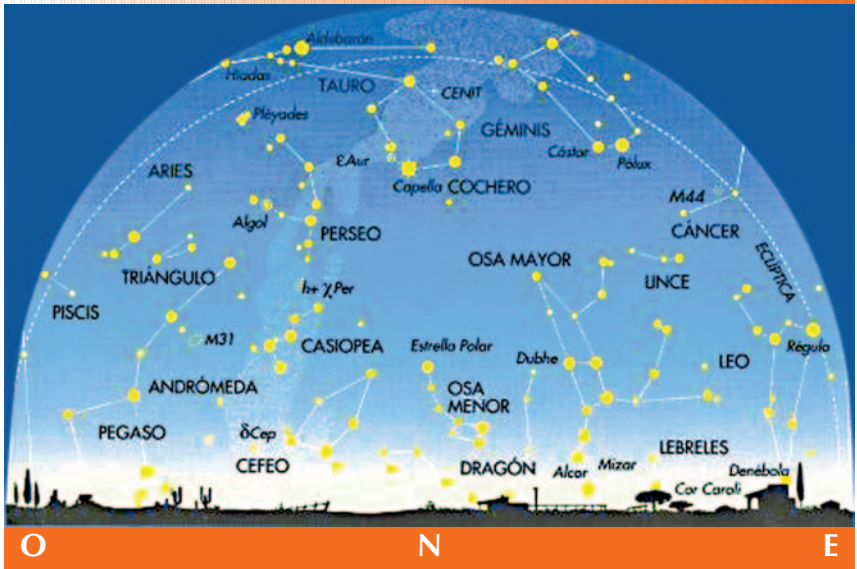 Aldebarán
Híadas
TAURO
CENIT
Pléyades
GÉMINIS
εAur
Cástor
Pólux
ARIES
Capella COCHERO
M44
Algol
PERSEO
CÁNCER
ECLÍPTICA
TRIÁNGULO
OSA MAYOR
LINCE
h+ χPer
PISCIS
M31
CASIOPEA
Estrella Polar
Régulo
Dubhe
LEO
ANDRÓMEDA
OSA
MENOR
PEGASO
δCep
CEFEO
DRAGÓN
Alcor
Mizar
LEBRELES
Denébola
Cor Caroli
O
N
E